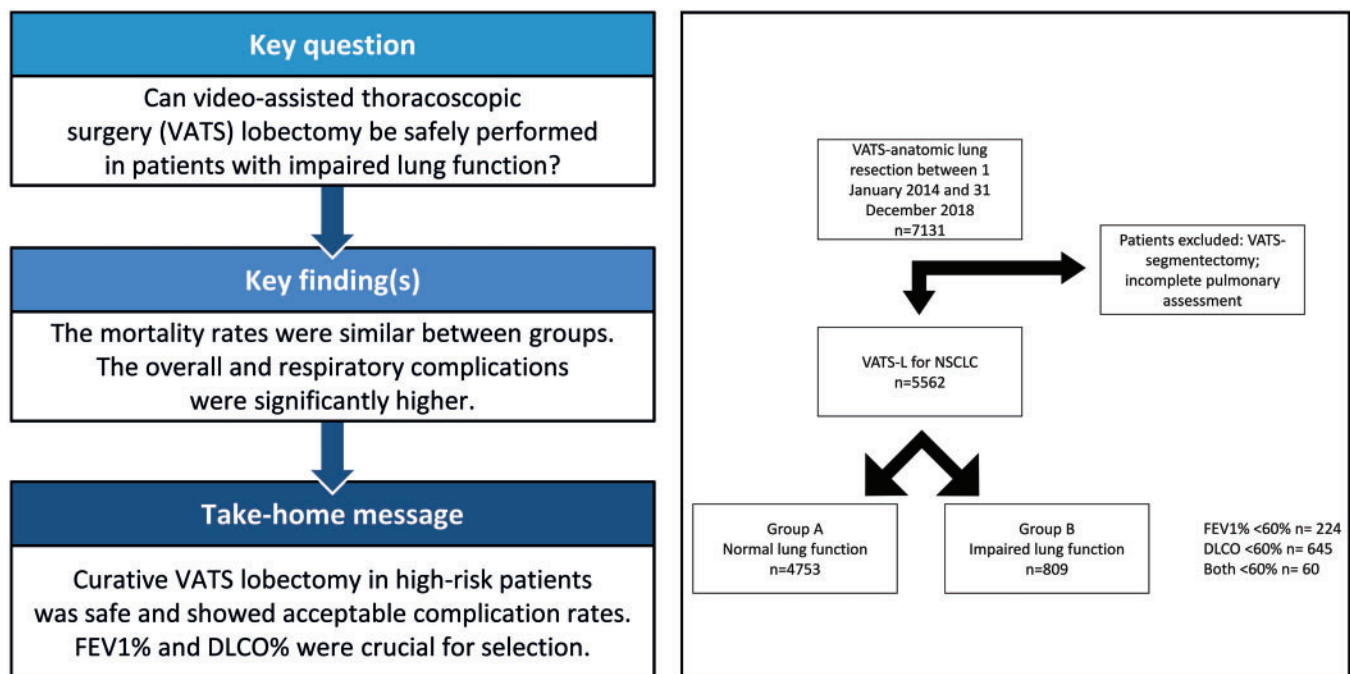 Key question
Can video-assisted thoracoscopic
surgery (VATS) lobectomy be safely performed
in patients with impaired lung function?
Key finding(s)
The mortality rates were similar between groups.
The overall and respiratory complications
were significantly higher.
Take-home message
Curative VATS lobectomy in high-risk patients
was safe and showed acceptable complication rates.
FEV1% and DLCO% were crucial for selection.
VATS-anatomic lung
resection between 1
January 2014 and 31
December 2018
n=7131
Patients excluded: VATS-
segmentectomy;
incomplete pulmonary
assessment
VATS-L for NSCLC
n=5562
Group A
Normal lung function
n=4753
Group B
Impaired lung function
n=809
FEV1% <60% n= 224
DLCO <60% n= 645
Both <60% n= 60